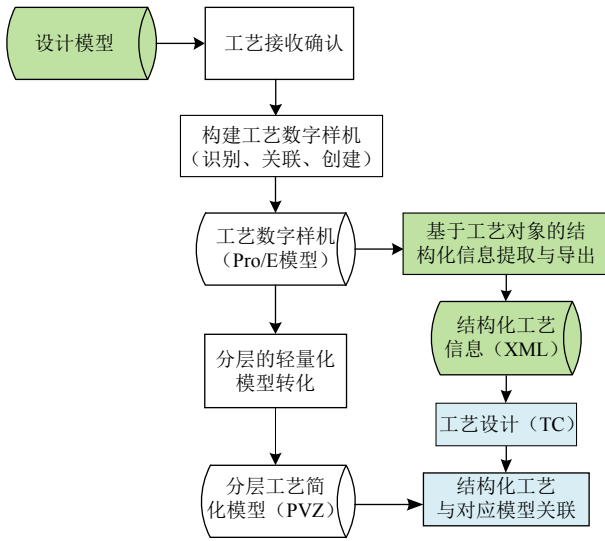 设计模型
工艺接收确认
构建工艺数字样机
（识别、关联、创建）
工艺数字样机
（Pro/E模型）
基于工艺对象的结
构化信息提取与导出
结构化工艺
信息（XML）
分层的轻量化
模型转化
工艺设计（TC）
分层工艺简
化模型（PVZ）
结构化工艺
与对应模型关联